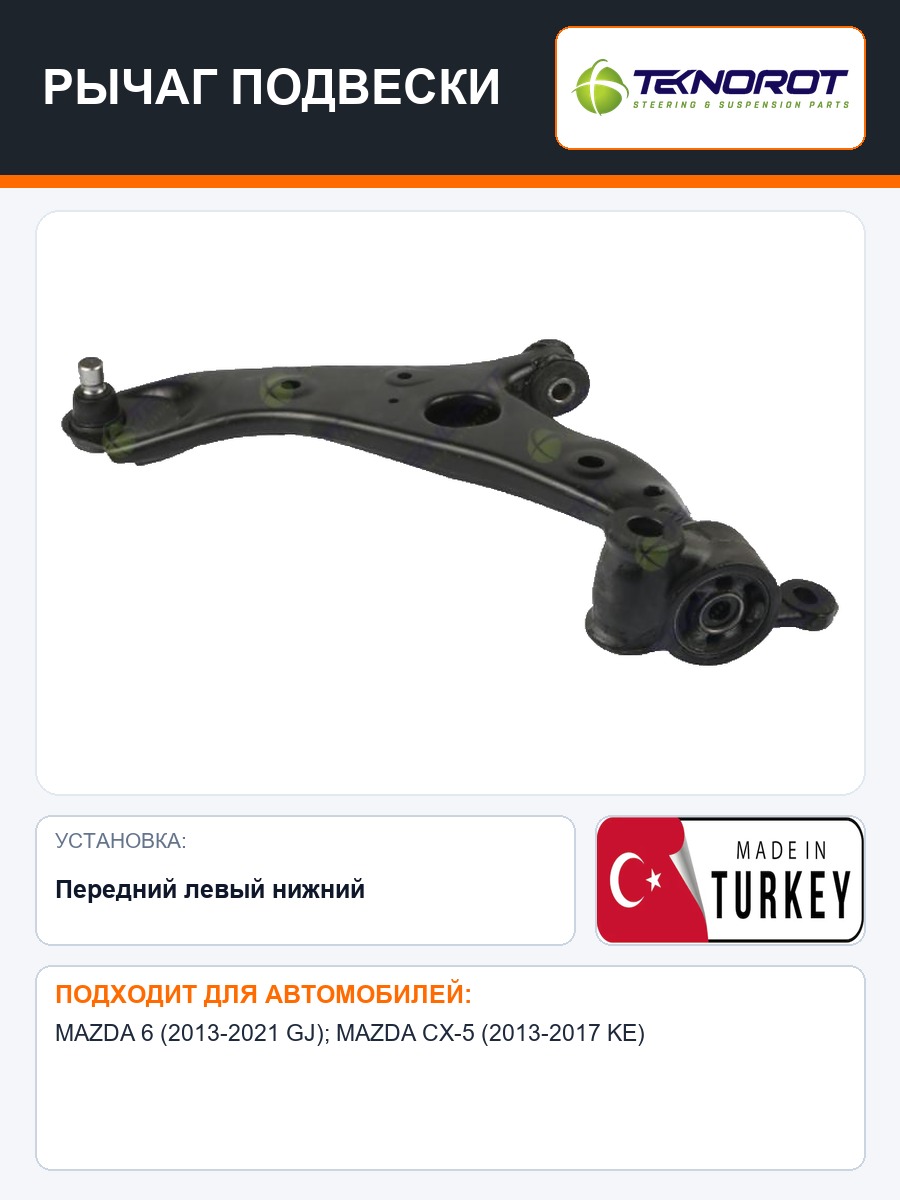 РЫЧАГ ПОДВЕСКИ
TEKNOROT
STEERING & SUSPENSION PARTS
УСТАНОВКА:
Передний левый нижний
MADE IN
TURKEY
ПОДХОДИТ ДЛЯ АВТОМОБИЛЕЙ:
MAZDA 6 (2013-2021 GJ); MAZDA CX-5 (2013-2017 KE)